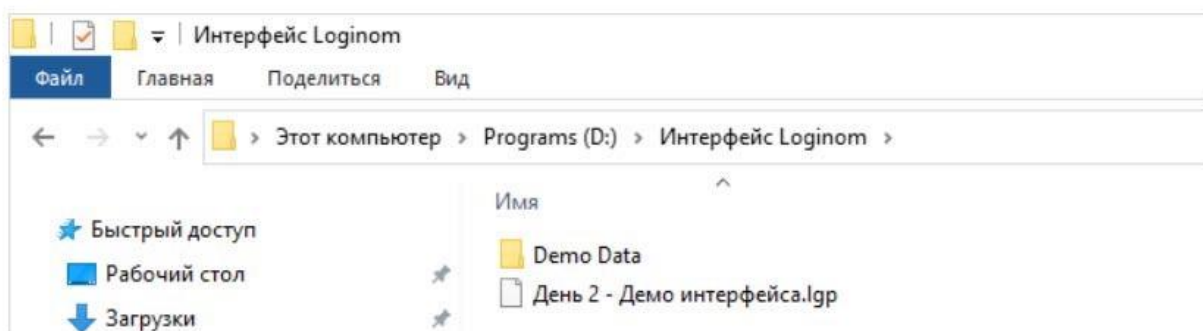 Интерфейс Loginom
Файл Главная Поделиться Вид
Этот компьютер > Programs (D:) > Интерфейс Loginom >
Имя
Быстрый доступ
Demo Data
Рабочий стол
День 2 - Демо интерфейса.lgp
Загрузки